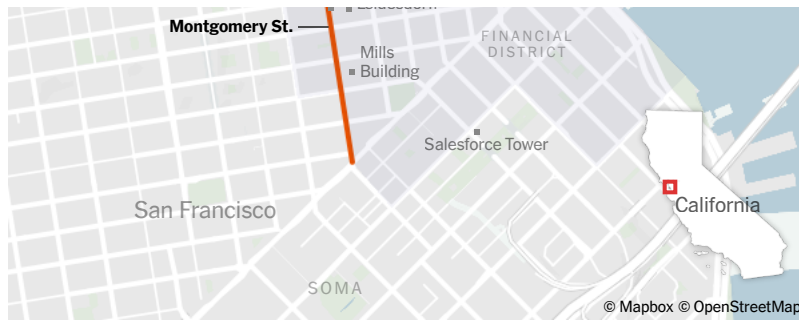 Montgomery St.
FINANCIAL
DISTRICT
Mills
Building
Salesforce Tower
San Francisco
California
SOMA
© Mapbox © OpenStreetMap